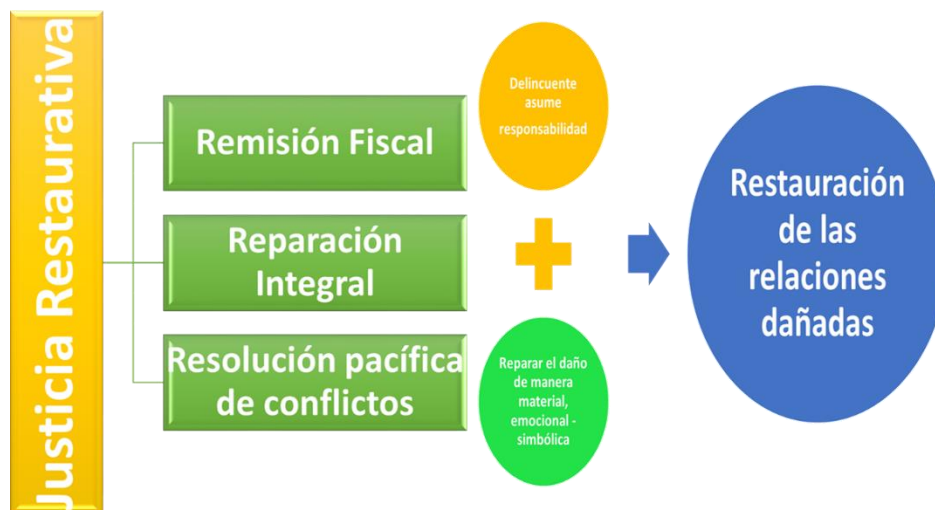 Justicia Restaurativa
Remisión Fiscal
Reparación
Integral
Resolución pacífica
de conflictos
Delincuente
asume
responsabilidad
Reparar el daño
de manera
material,
emocional -
simbólica
Restauración
de las
relaciones
dañadas